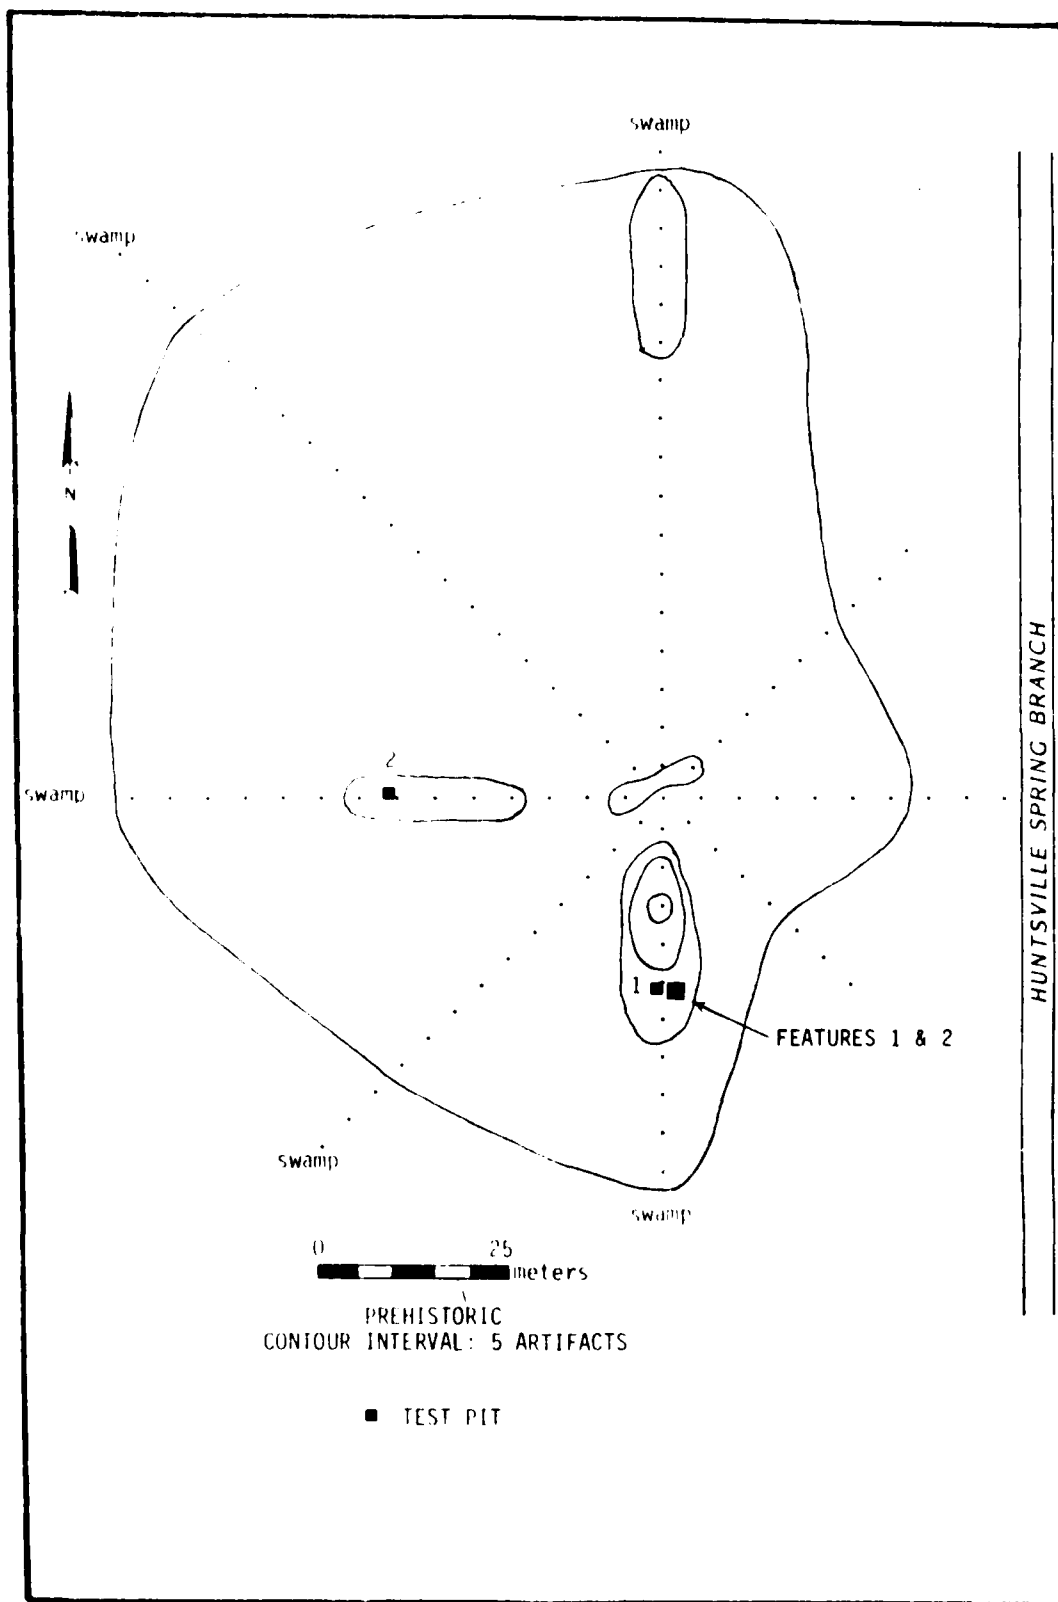 swamp
swamp
N
HUNTSVILLE SPRING BRANCH
2
swamp
1
FEATURES 1 & 2
swamp
swamp
0 25
meters
PREHISTORIC
CONTOUR INTERVAL: 5 ARTIFACTS
TEST PIT